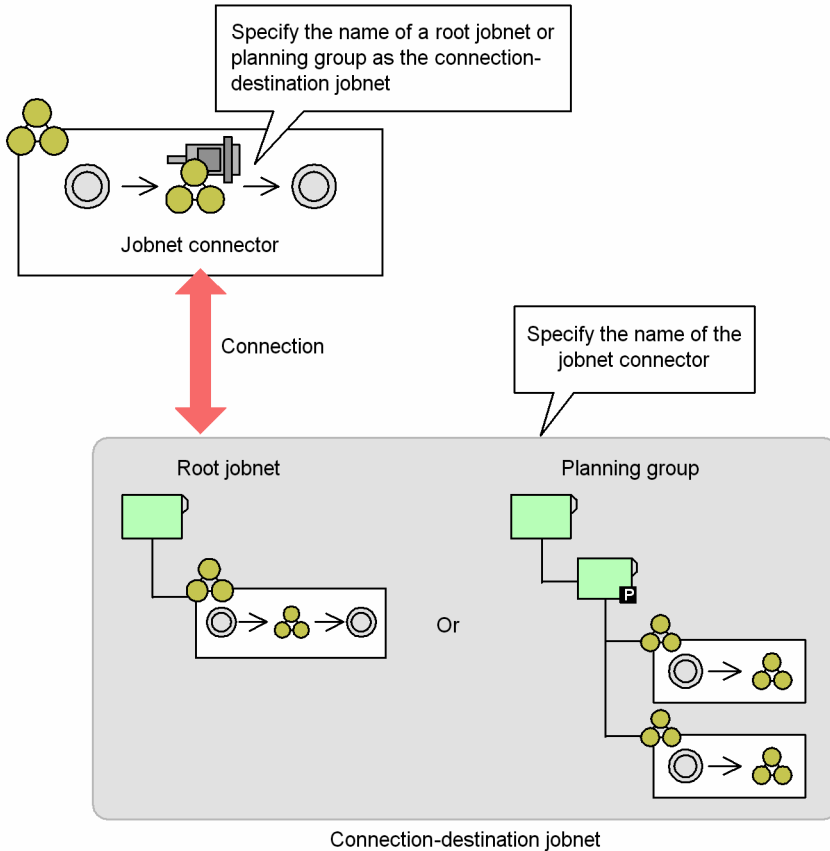 Specify the name of a root jobnet or
planning group as the connection-
destination jobnet
Jobnet connector
Connection
Specify the name of the
jobnet connector
Root jobnet
Planning group
P
Or
Connection-destination jobnet